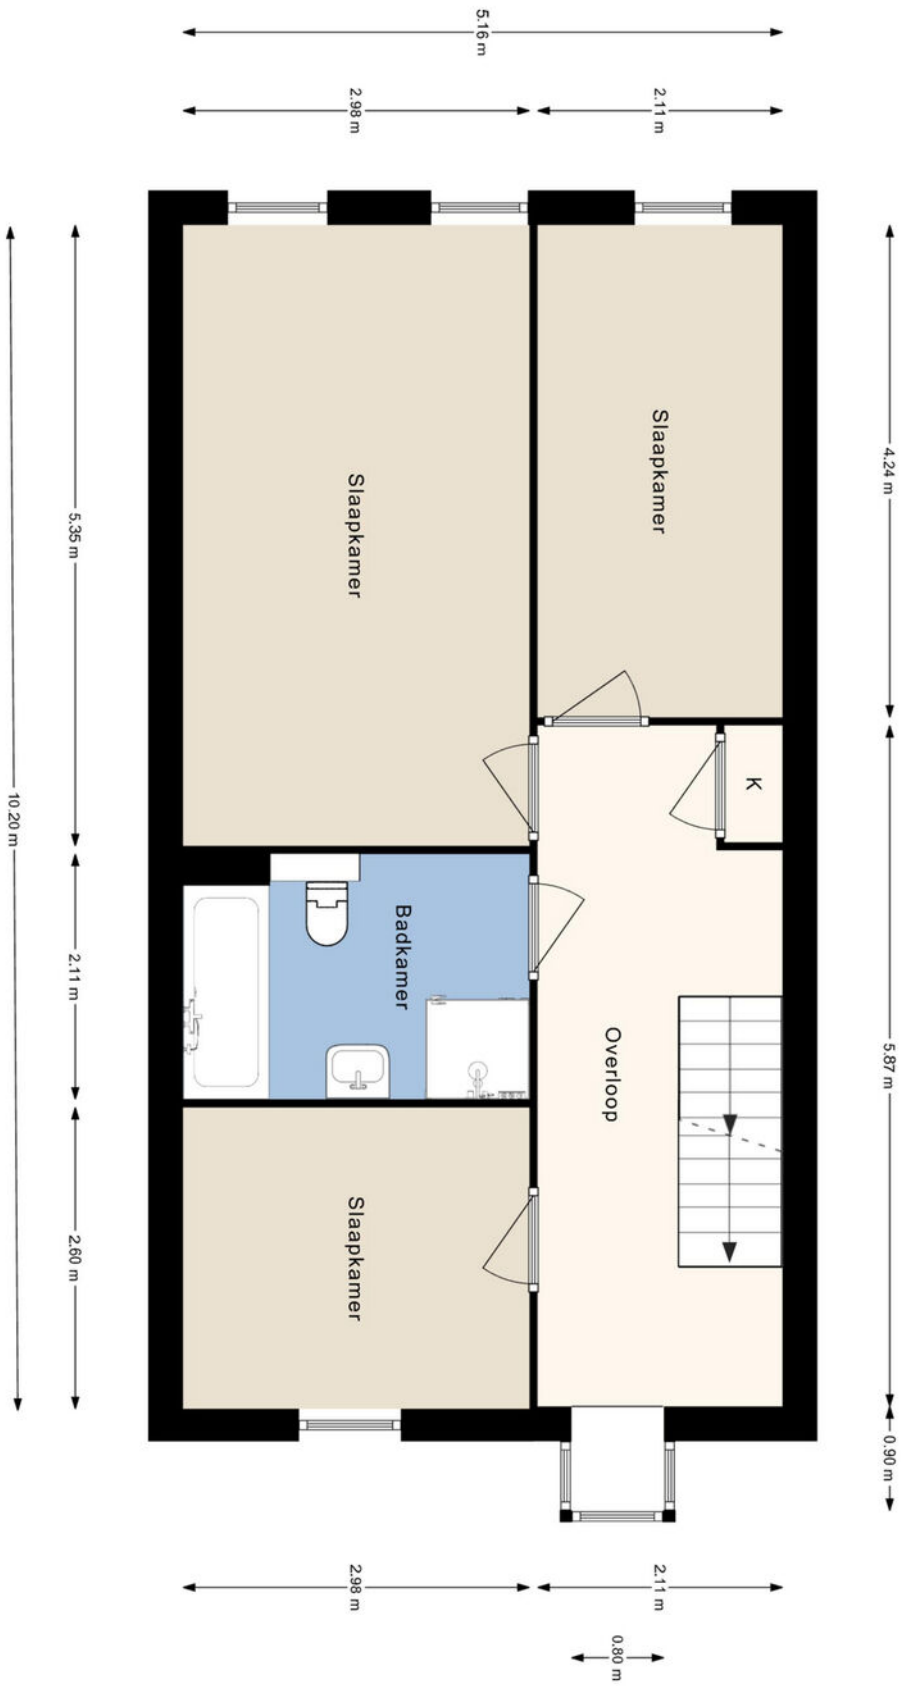 5.16 m
2.98 m
2.11 m
Slaapkamer
Slaapkamer
4.24 m
5.35 m
10.20 m
K
Badkamer
2.11 m
Overloop
5.87 m
Slaapkamer
2.60 m
0.90 m
2.98 m
2.11 m
0.80 m